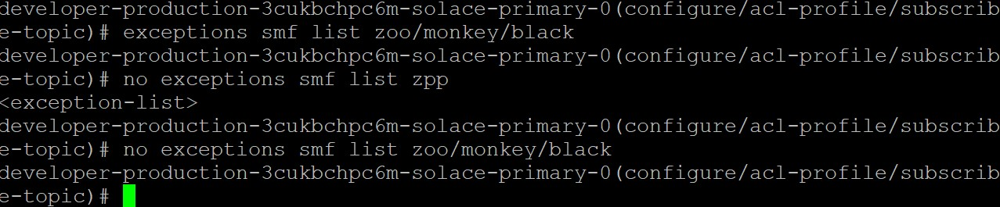 developer-production-3cukbchpc6m-solace-primary-0(configure/acl-profile/subscrib
e-topic)# exceptions smf list zoo/monkey/black
developer-production-3cukbchpc6m-solace-primary-0(configure/acl-profile/subscrib
e-topic)# no exceptions smf list zpp
<exception-list>
developer-production-3cukbchpc6m-solace-primary-0(configure/acl-profile/subscrib
e-topic)# no exceptions smf list zoo/monkey/black
developer-production-3cukbchpc6m-solace-primary-0(configure/acl-profile/subscrib
e-topic)#